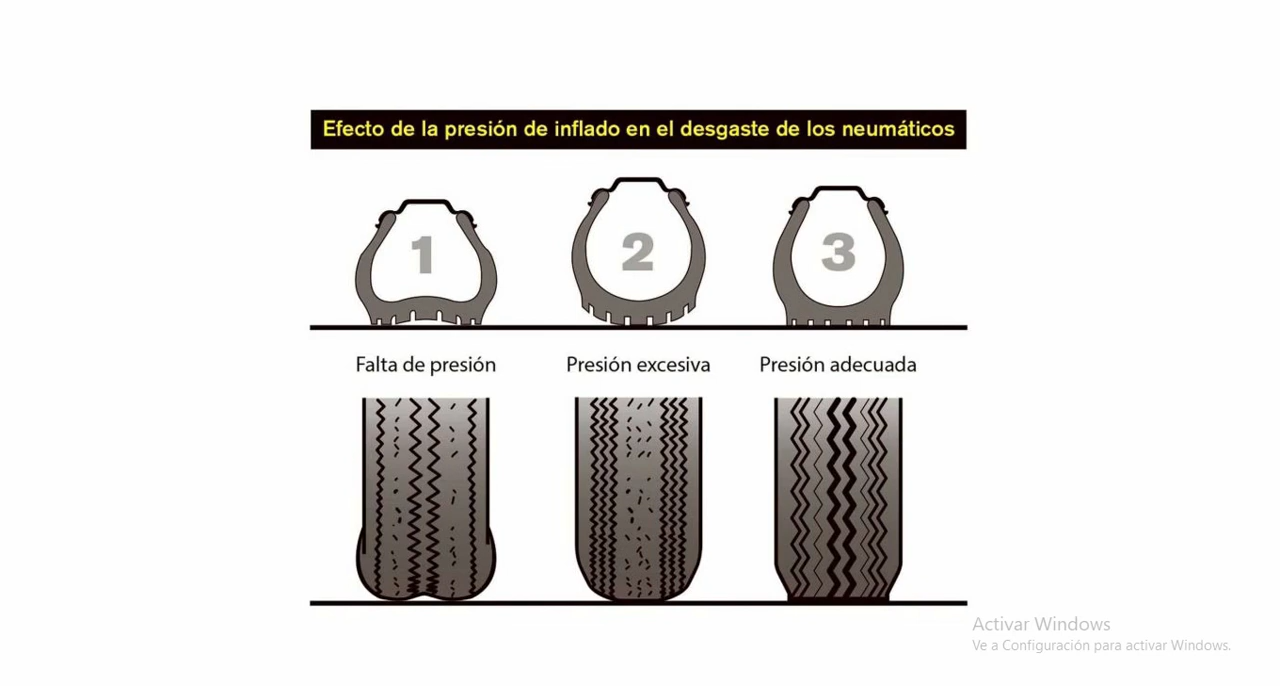 Efecto de la presión de inflado en el desgaste de los neumáticos
1 2 3
Falta de presión Presión excesiva Presión adecuada
Activar Windows
Ve a Configuración para activar Windows.